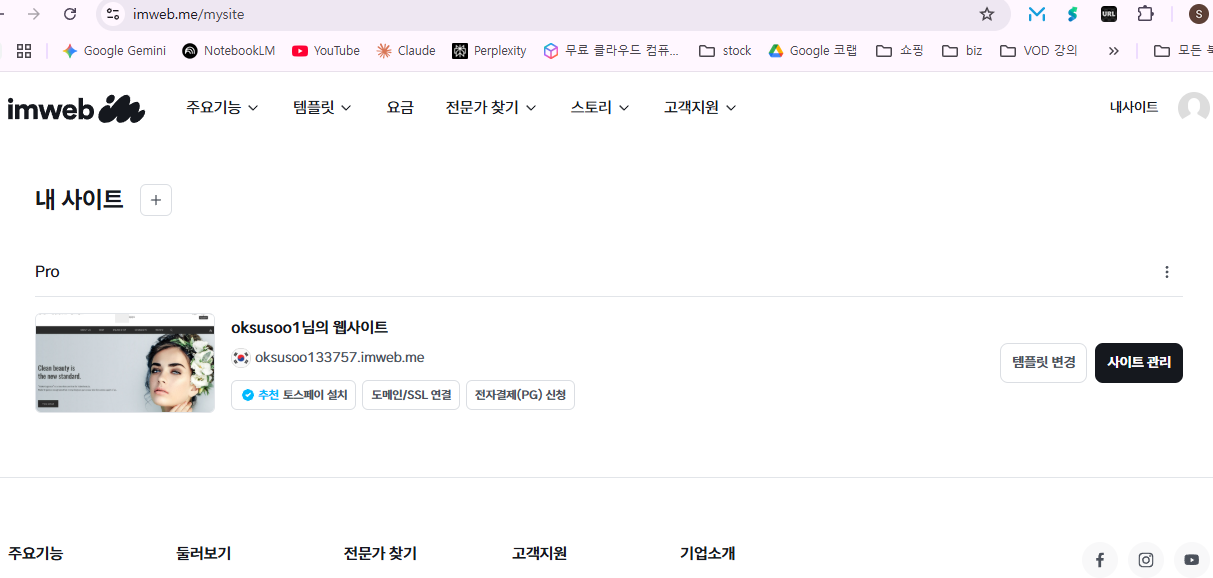 imweb.me/mysite
S
Google Gemini NotebookLM YouTube Claude Perplexity 무료 클라우드 컴퓨... stock Google 코랩 쇼핑 biz VOD 강의 » 모든
URL
imweb 주요기능 템플릿 요금 전문가 찾기 스토리 고객지원 내사이트
내 사이트 +
Pro
oksusoo1님의 웹사이트
oksusoo133757.imweb.me
추천 토스페이 설치 도메인/SSL 연결 전자결제(PG) 신청
템플릿 변경 사이트 관리
Clean beauty is
the new standard.
주요기능 둘러보기 전문가 찾기 고객지원 기업소개